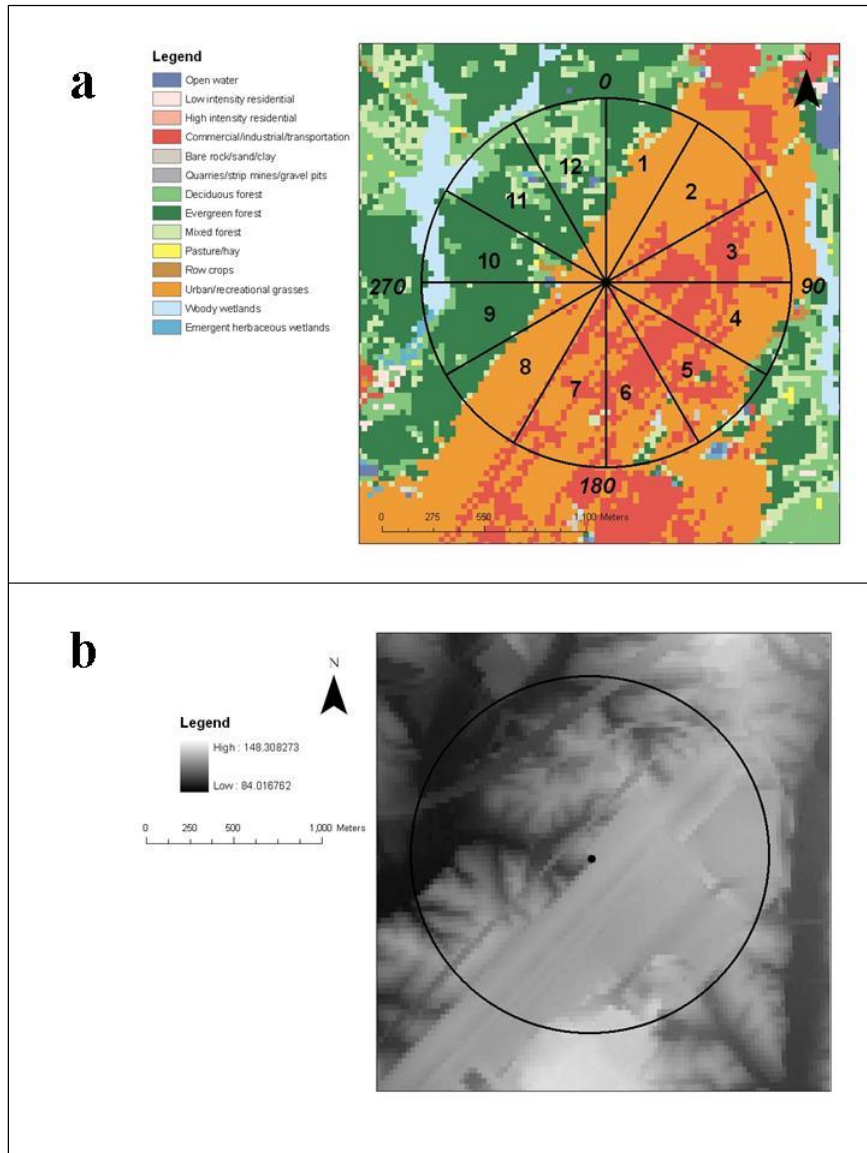 a
Legend
Open water
Low intensity residential
High intensity residential
Commercial/industrial/transportation
Bare rock/sand/clay
Quarries/strip mines/gravel pits
Deciduous forest
Evergreen forest
Mixed forest
Pasture/hay
Row crops
Urban/recreational grasses
Woody wetlands
Emergent herbaceous wetlands
N
0
1
2
3
4
5
6
7
8
9
10
11
12
90
180
270
0 275 550 1,100 Meters
b
N
Legend
High : 148.308273
Low : 84.016762
0 250 500 1,000 Meters